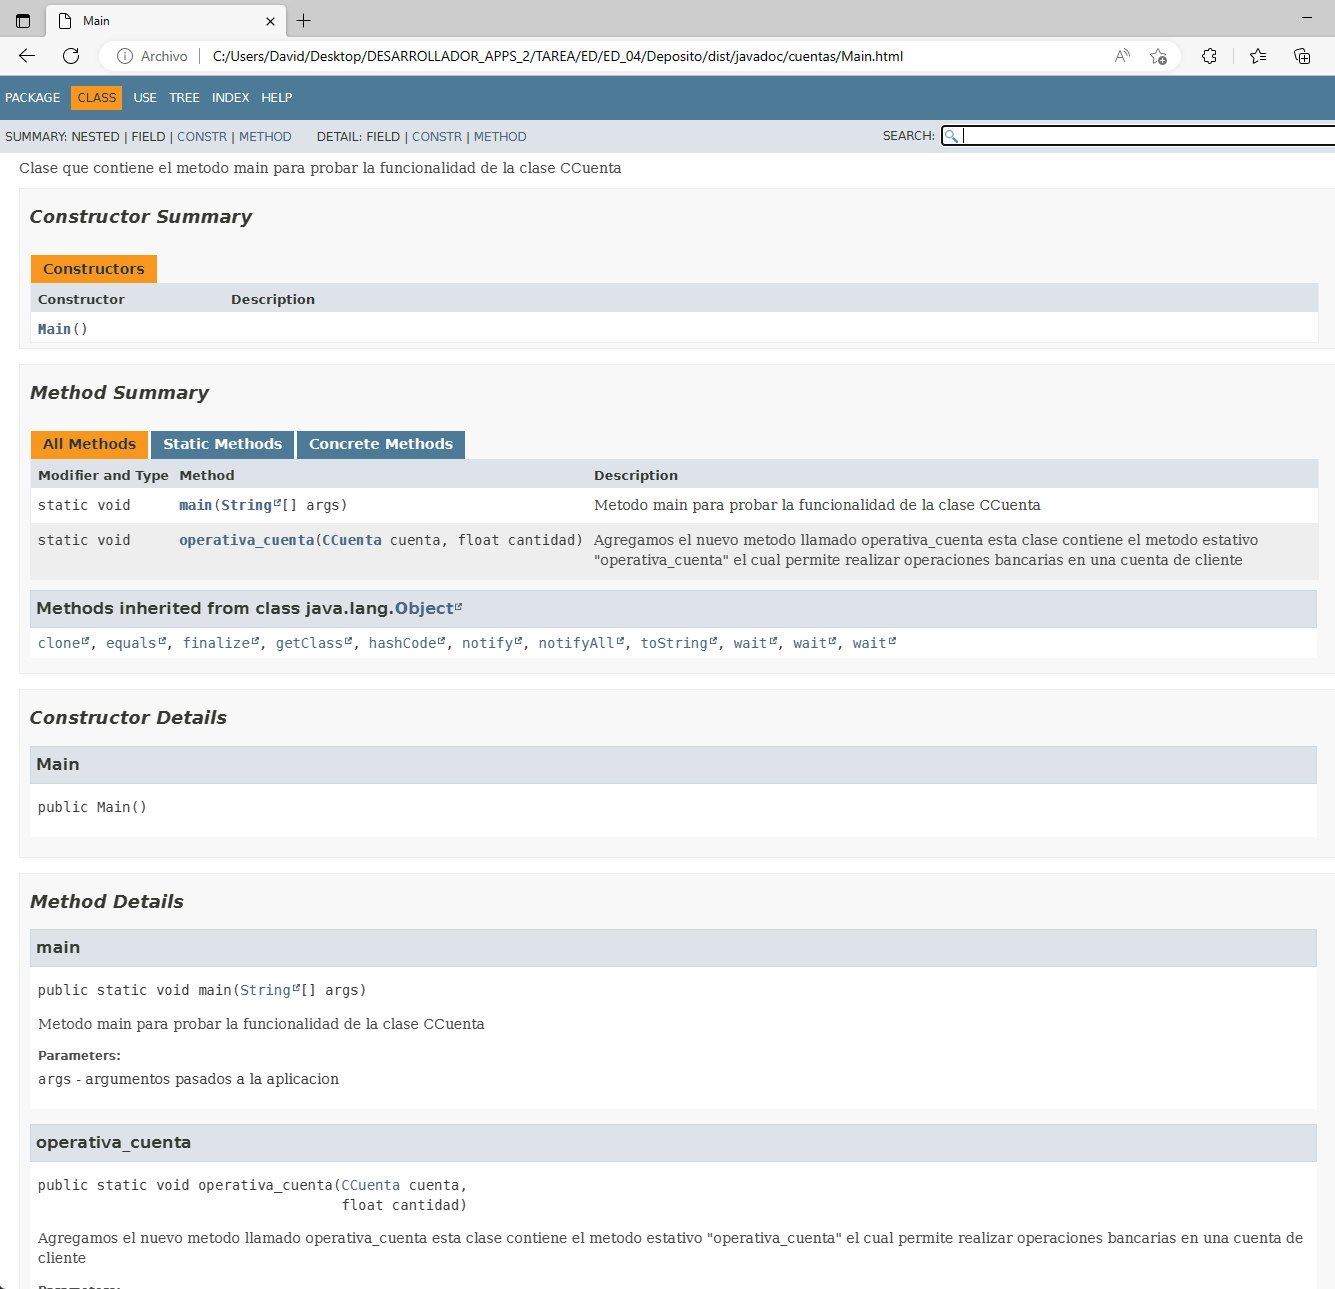 Main
Archivo C:/Users/David/Desktop/DESARROLLADOR_APPS_2/TAREA/ED/ED_04/Deposito/dist/javadoc/cuentas/Main.html
PACKAGE CLASS USE TREE INDEX HELP
SUMMARY: NESTED | FIELD | CONSTR | METHOD DETAIL: FIELD | CONSTR | METHOD SEARCH:
Clase que contiene el metodo main para probar la funcionalidad de la clase CCuenta
Constructor Summary
Constructors
Constructor Description
Main()
Method Summary
All Methods Static Methods Concrete Methods
Modifier and Type Method Description
static void main(String[] args) Metodo main para probar la funcionalidad de la clase CCuenta
static void operativa_cuenta(CCuenta cuenta, float cantidad) Agregamos el nuevo metodo llamado operativa_cuenta esta clase contiene el metodo estativo
"operativa_cuenta" el cual permite realizar operaciones bancarias en una cuenta de cliente
Methods inherited from class java.lang.Object
clone, equals, finalize, getClass, hashCode, notify, notifyAll, toString, wait, wait, wait
Constructor Details
Main
public Main()
Method Details
main
public static void main(String[] args)
Metodo main para probar la funcionalidad de la clase CCuenta
Parameters:
args - argumentos pasados a la aplicacion
operativa_cuenta
public static void operativa_cuenta(CCuenta cuenta,
float cantidad)
Agregamos el nuevo metodo llamado operativa_cuenta esta clase contiene el metodo estativo "operativa_cuenta" el cual permite realizar operaciones bancarias en una cuenta de
cliente